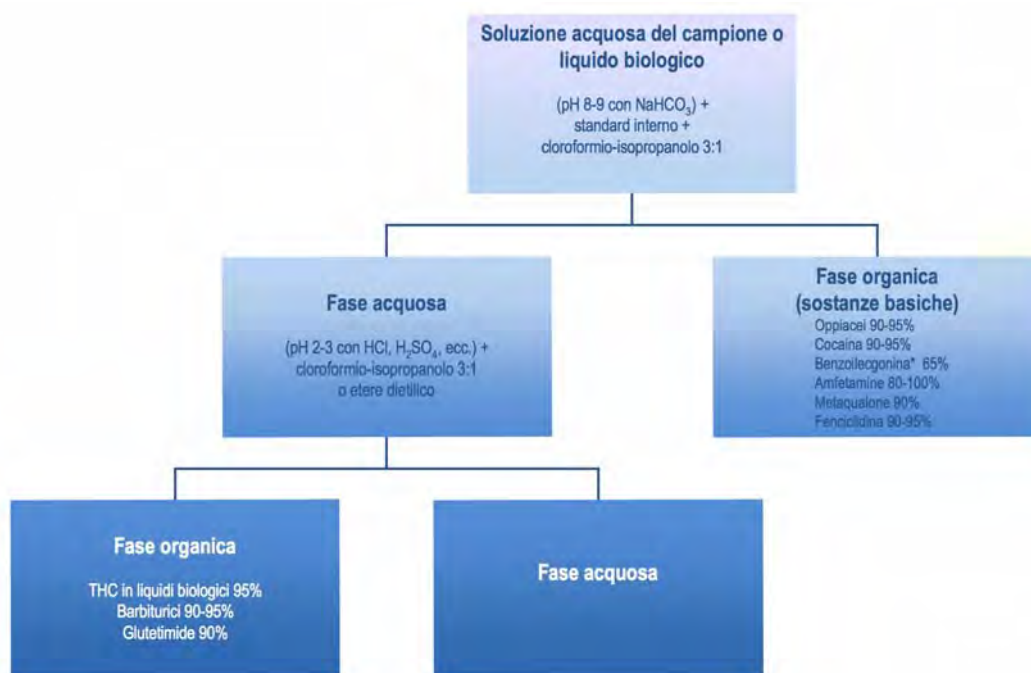 Soluzione acquosa del campione o
liquido biologico
(pH 8-9 con NaHCO₃) +
standard interno +
cloroformio-isopropanolo 3:1
Fase acquosa
(pH 2-3 con HCl, H₂SO₄, ecc.) +
cloroformio-isopropanolo 3:1
o etere dietilico
Fase organica
(sostanze basiche)
Oppiacei 90-95%
Cocaina 90-95%
Benzoilecgonina* 65%
Amfetamine 80-100%
Metaqualone 90%
Fenciclidina 90-95%
Fase organica
THC in liquidi biologici 95%
Barbiturici 90-95%
Glutetimide 90%
Fase acquosa